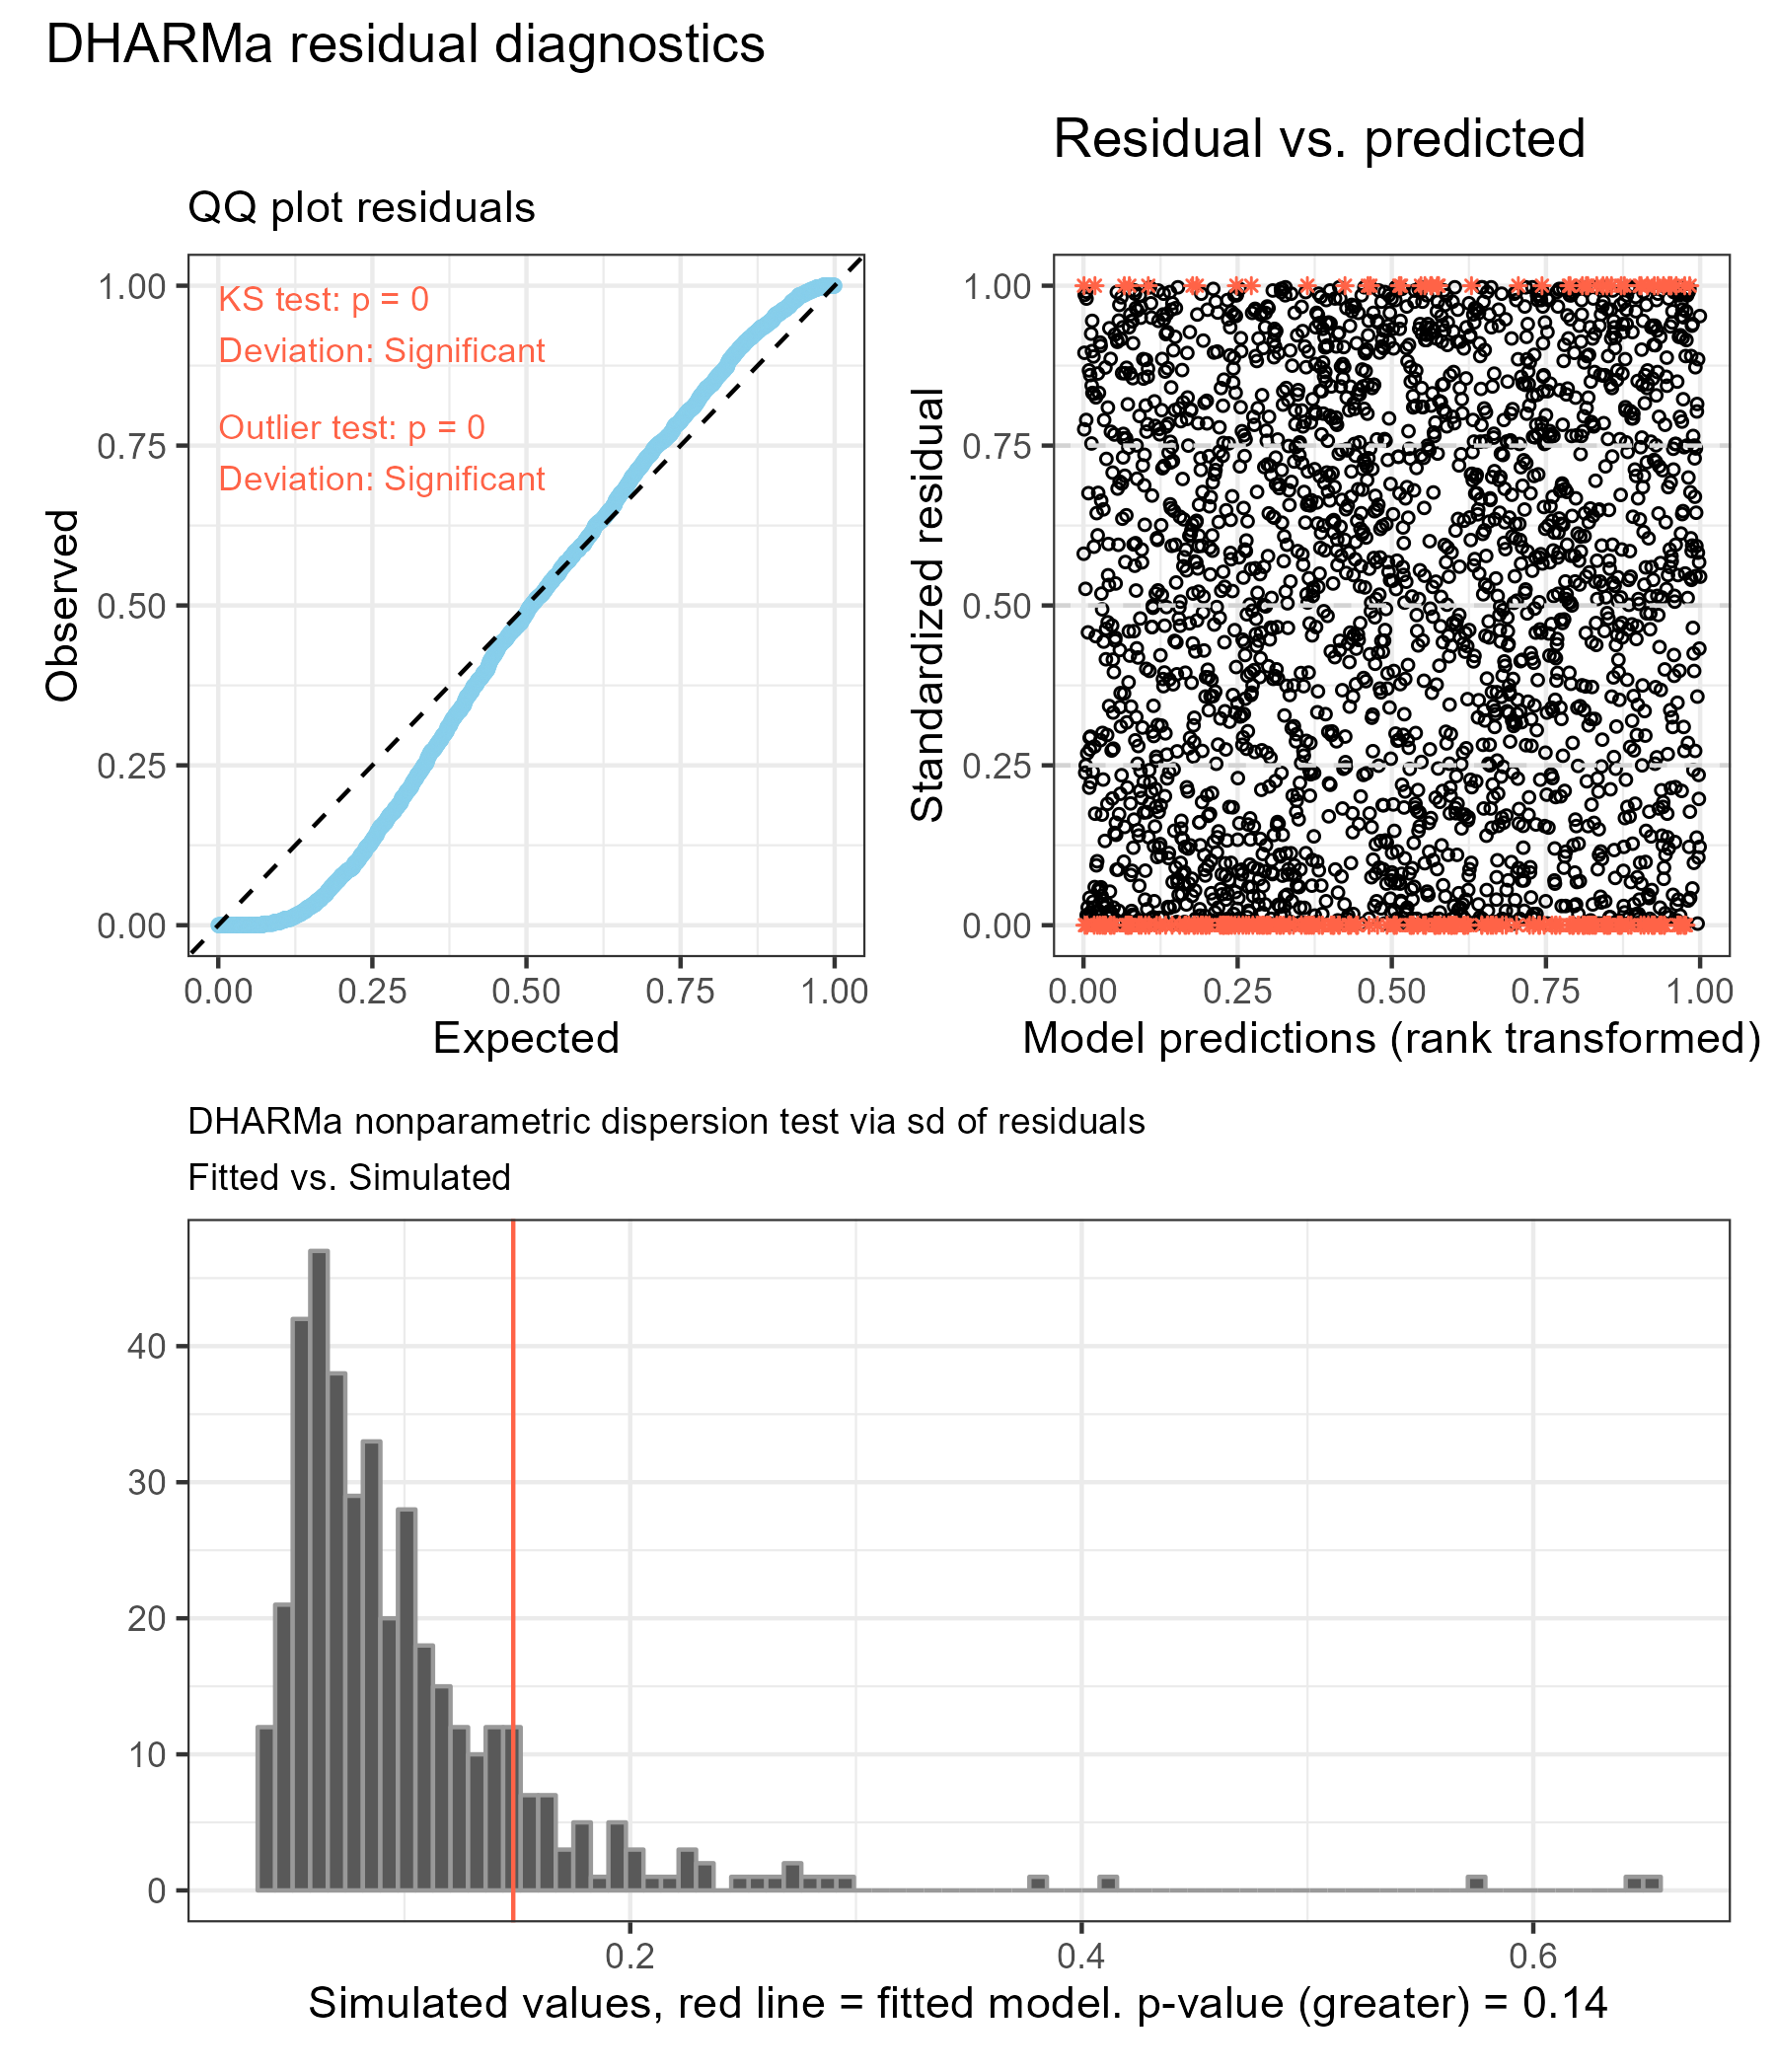 DHARMa residual diagnostics
Residual vs. predicted
QQ plot residuals
KS test: p = 0
Deviation: Significant
Outlier test: p = 0
Deviation: Significant
Observed
1.00
0.75
0.50
0.25
0.00
0.00 0.25 0.50 0.75 1.00
Expected
Standardized residual
1.00
0.75
0.50
0.25
0.00
0.00 0.25 0.50 0.75 1.00
Model predictions (rank transformed)
DHARMa nonparametric dispersion test via sd of residuals
Fitted vs. Simulated
40
30
20
10
0
0.2 0.4 0.6
Simulated values, red line = fitted model. p-value (greater) = 0.14